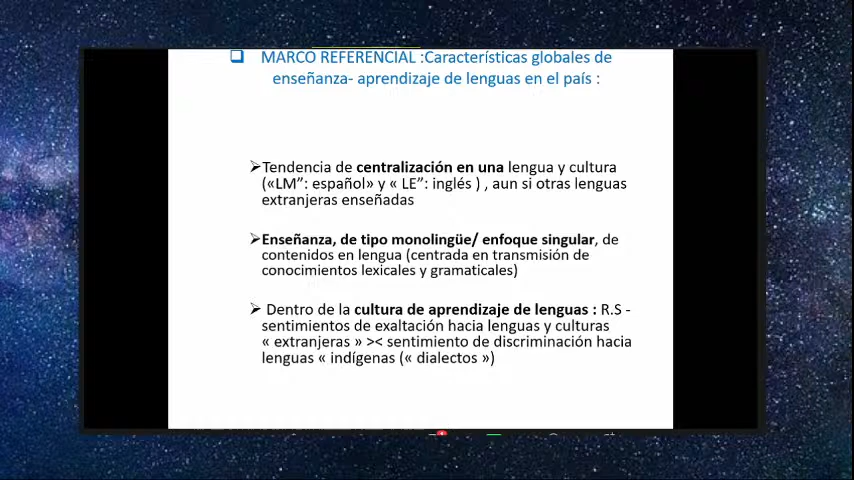 ❑ MARCO REFERENCIAL :Características globales de
enseñanza- aprendizaje de lenguas en el país :
➢Tendencia de centralización en una lengua y cultura
(«LM”: español» y « LE”: inglés ) , aun si otras lenguas
extranjeras enseñadas
➢Enseñanza, de tipo monolingüe/ enfoque singular, de
contenidos en lengua (centrada en transmisión de
conocimientos lexicales y gramaticales)
➢ Dentro de la cultura de aprendizaje de lenguas : R.S -
sentimientos de exaltación hacia lenguas y culturas
« extranjeras » >< sentimiento de discriminación hacia
lenguas « indígenas (« dialectos »)